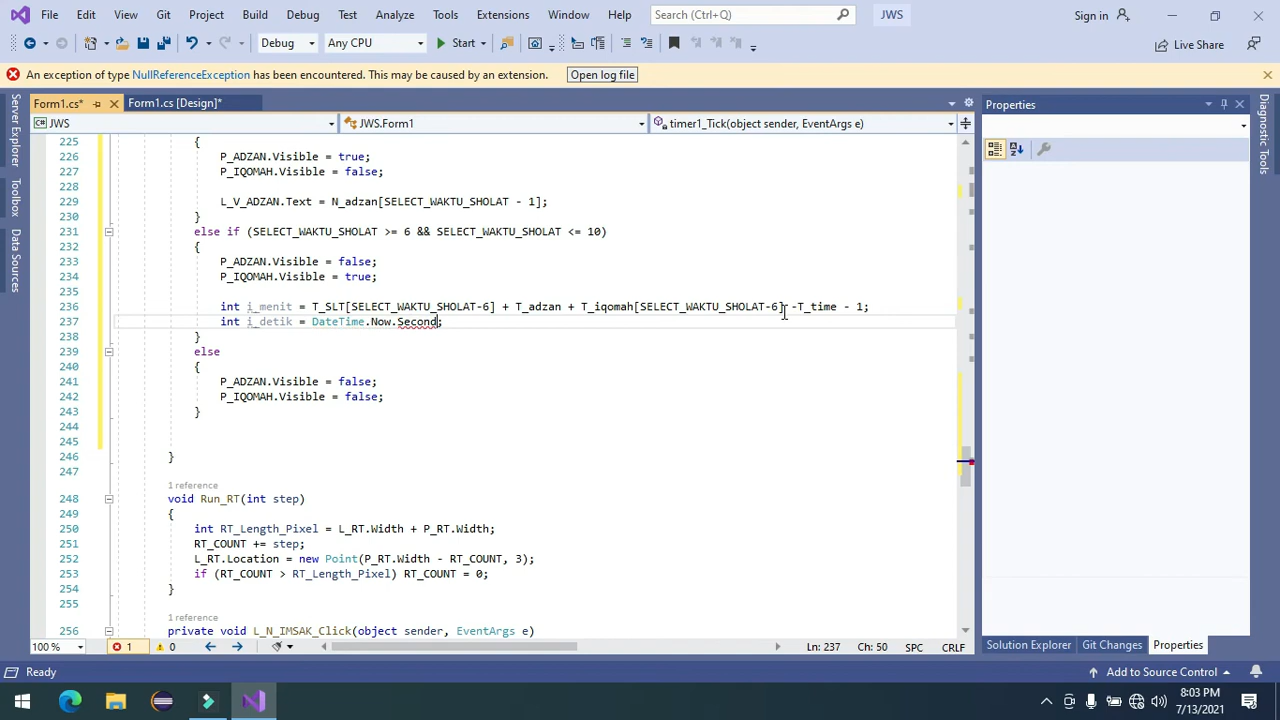 File Edit View Git Project Build Debug Test Analyze Tools Extensions Window Help Search (Ctrl+Q) JWS Sign in
Debug Any CPU Start Live Share
An exception of type NullReferenceException has been encountered. This may be caused by an extension. Open log file
Form1.cs* Form1.cs [Design]* Properties
JWS JWS.Form1 timer1_Tick(object sender, EventArgs e)
Server Explorer
Toolbox
Data Sources
Diagnostic Tools
225 {
226 P_ADZAN.Visible = true;
227 P_IQOMAH.Visible = false;
228
229 L_V_ADZAN.Text = N_adzan[SELECT_WAKTU_SHOLAT - 1];
230 }
231 else if (SELECT_WAKTU_SHOLAT >= 6 && SELECT_WAKTU_SHOLAT <= 10)
232 {
233 P_ADZAN.Visible = false;
234 P_IQOMAH.Visible = true;
235
236 int i_menit = T_SLT[SELECT_WAKTU_SHOLAT-6] + T_adzan + T_iqomah[SELECT_WAKTU_SHOLAT-6] -T_time - 1;
237 int i_detik = DateTime.Now.Second;
238 }
239 else
240 {
241 P_ADZAN.Visible = false;
242 P_IQOMAH.Visible = false;
243 }
244
245
246 }
247
1 reference
248 void Run_RT(int step)
249 {
250 int RT_Length_Pixel = L_RT.Width + P_RT.Width;
251 RT_COUNT += step;
252 L_RT.Location = new Point(P_RT.Width - RT_COUNT, 3);
253 if (RT_COUNT > RT_Length_Pixel) RT_COUNT = 0;
254 }
255
1 reference
256 private void L_N_IMSAK_Click(object sender, EventArgs e)
100 % 1 0 Ln: 237 Ch: 50 SPC CRLF
Solution Explorer Git Changes Properties
Ready Add to Source Control
8:03 PM
7/13/2021